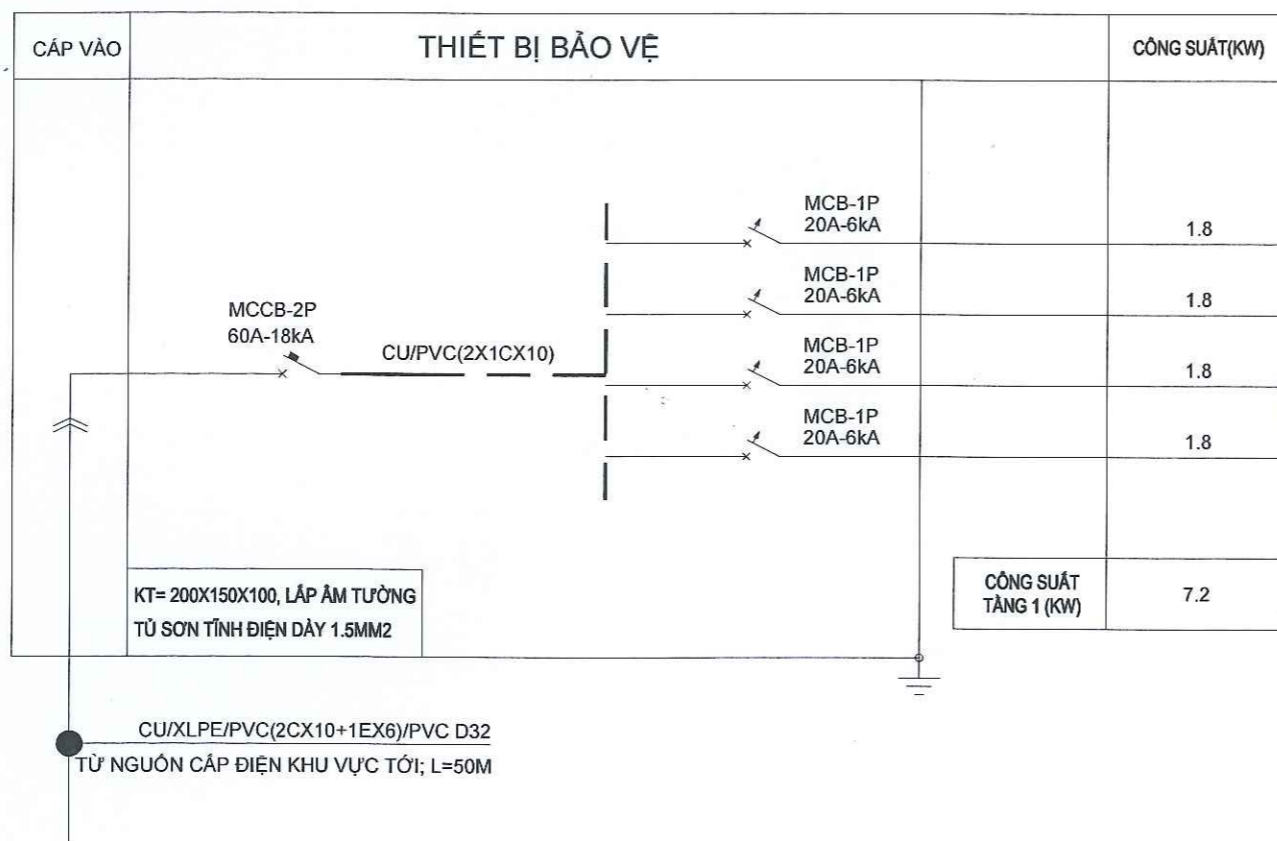 CÁP VÀO
THIẾT BỊ BẢO VỆ
CÔNG SUẤT(KW)
MCB-1P
20A-6kA
1.8
MCB-1P
20A-6kA
1.8
MCCB-2P
60A-18kA
CU/PVC(2X1CX10)
MCB-1P
20A-6kA
1.8
MCB-1P
20A-6kA
1.8
KT= 200X150X100, LẮP ÂM TƯỜNG
TỦ SƠN TĨNH ĐIỆN DÀY 1.5MM2
CÔNG SUẤT
TẦNG 1 (KW)
7.2
CU/XLPE/PVC(2CX10+1EX6)/PVC D32
TỪ NGUỒN CẤP ĐIỆN KHU VỰC TỚI; L=50M